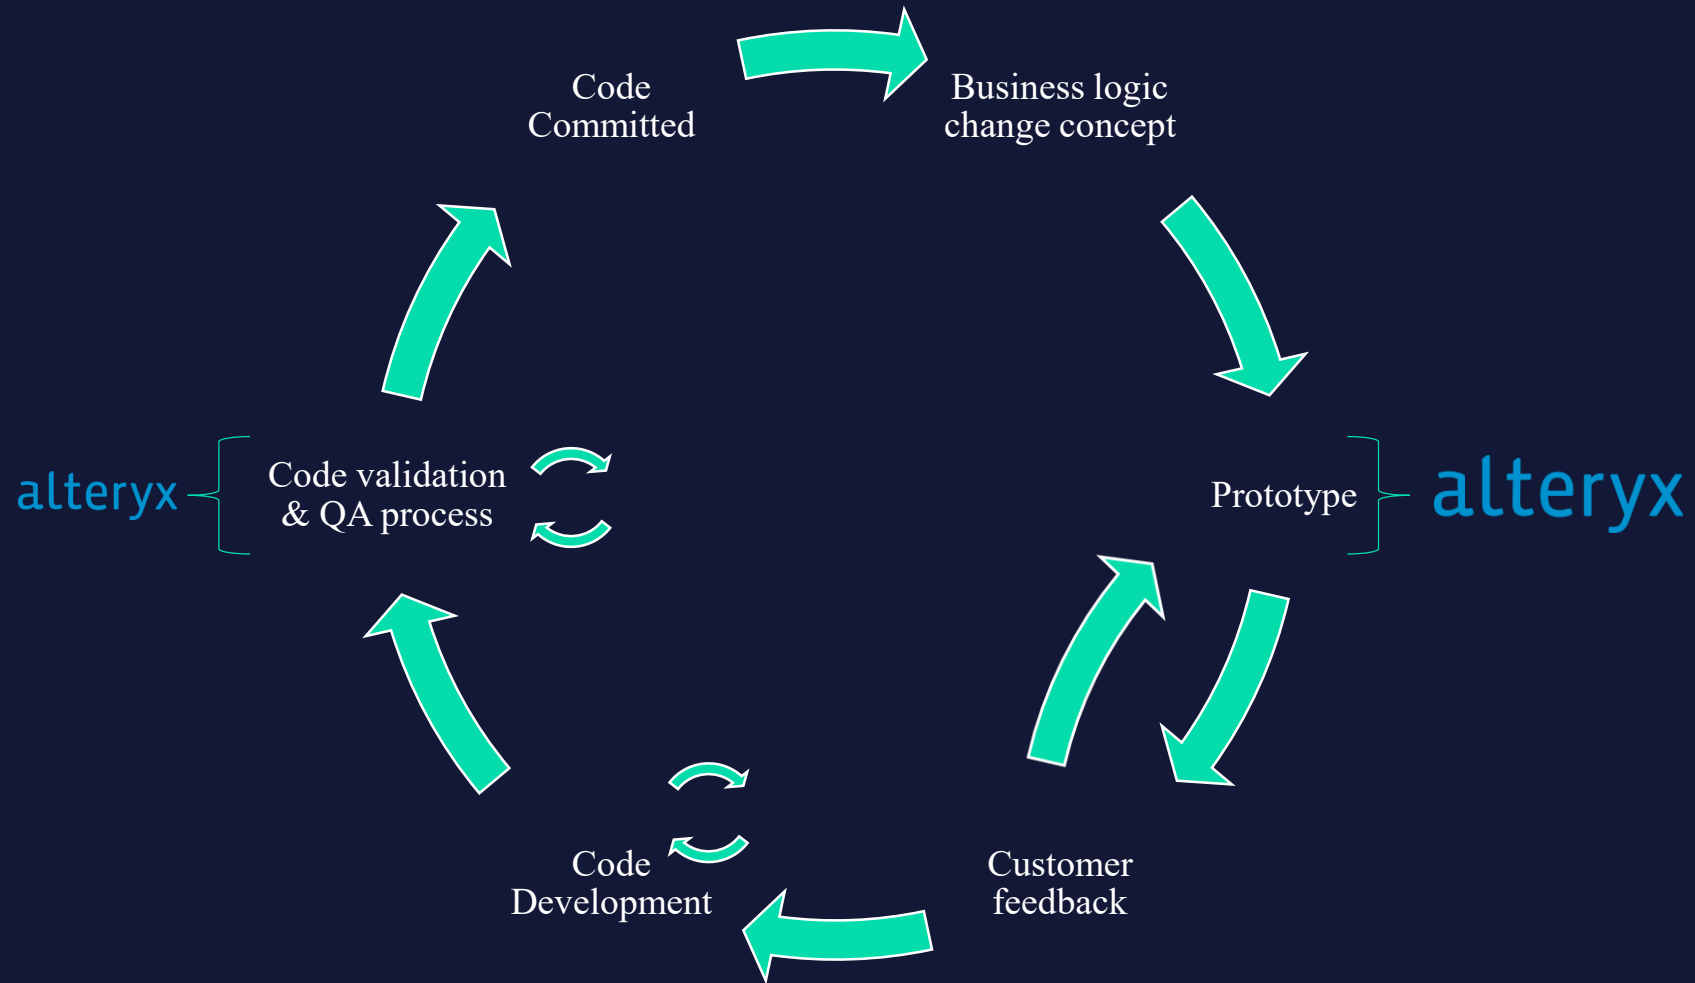 Code
Committed
Business logic
change concept
alteryx
Code validation
& QA process
Prototype
alteryx
Code
Development
Customer
feedback